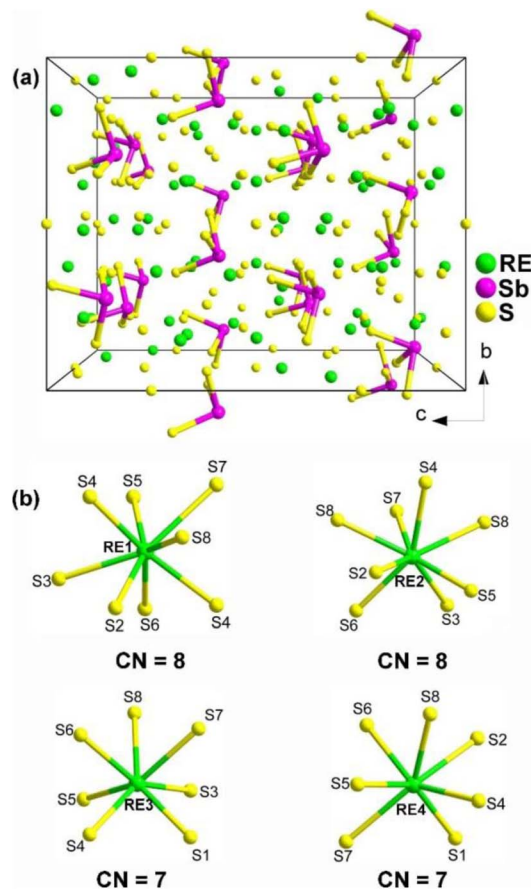 (a)
RE
Sb
S
b
c
(b)
S4 S5 S7
RE1 S8
S3
S2 S6 S4
CN = 8
S4
S7
S8 S8
S2 RE2
S5
S6 S3
CN = 8
S8
S6 S7
S5 RE3 S3
S4 S1
CN = 7
S6 S8
S2
S5 RE4 S4
S7 S1
CN = 7